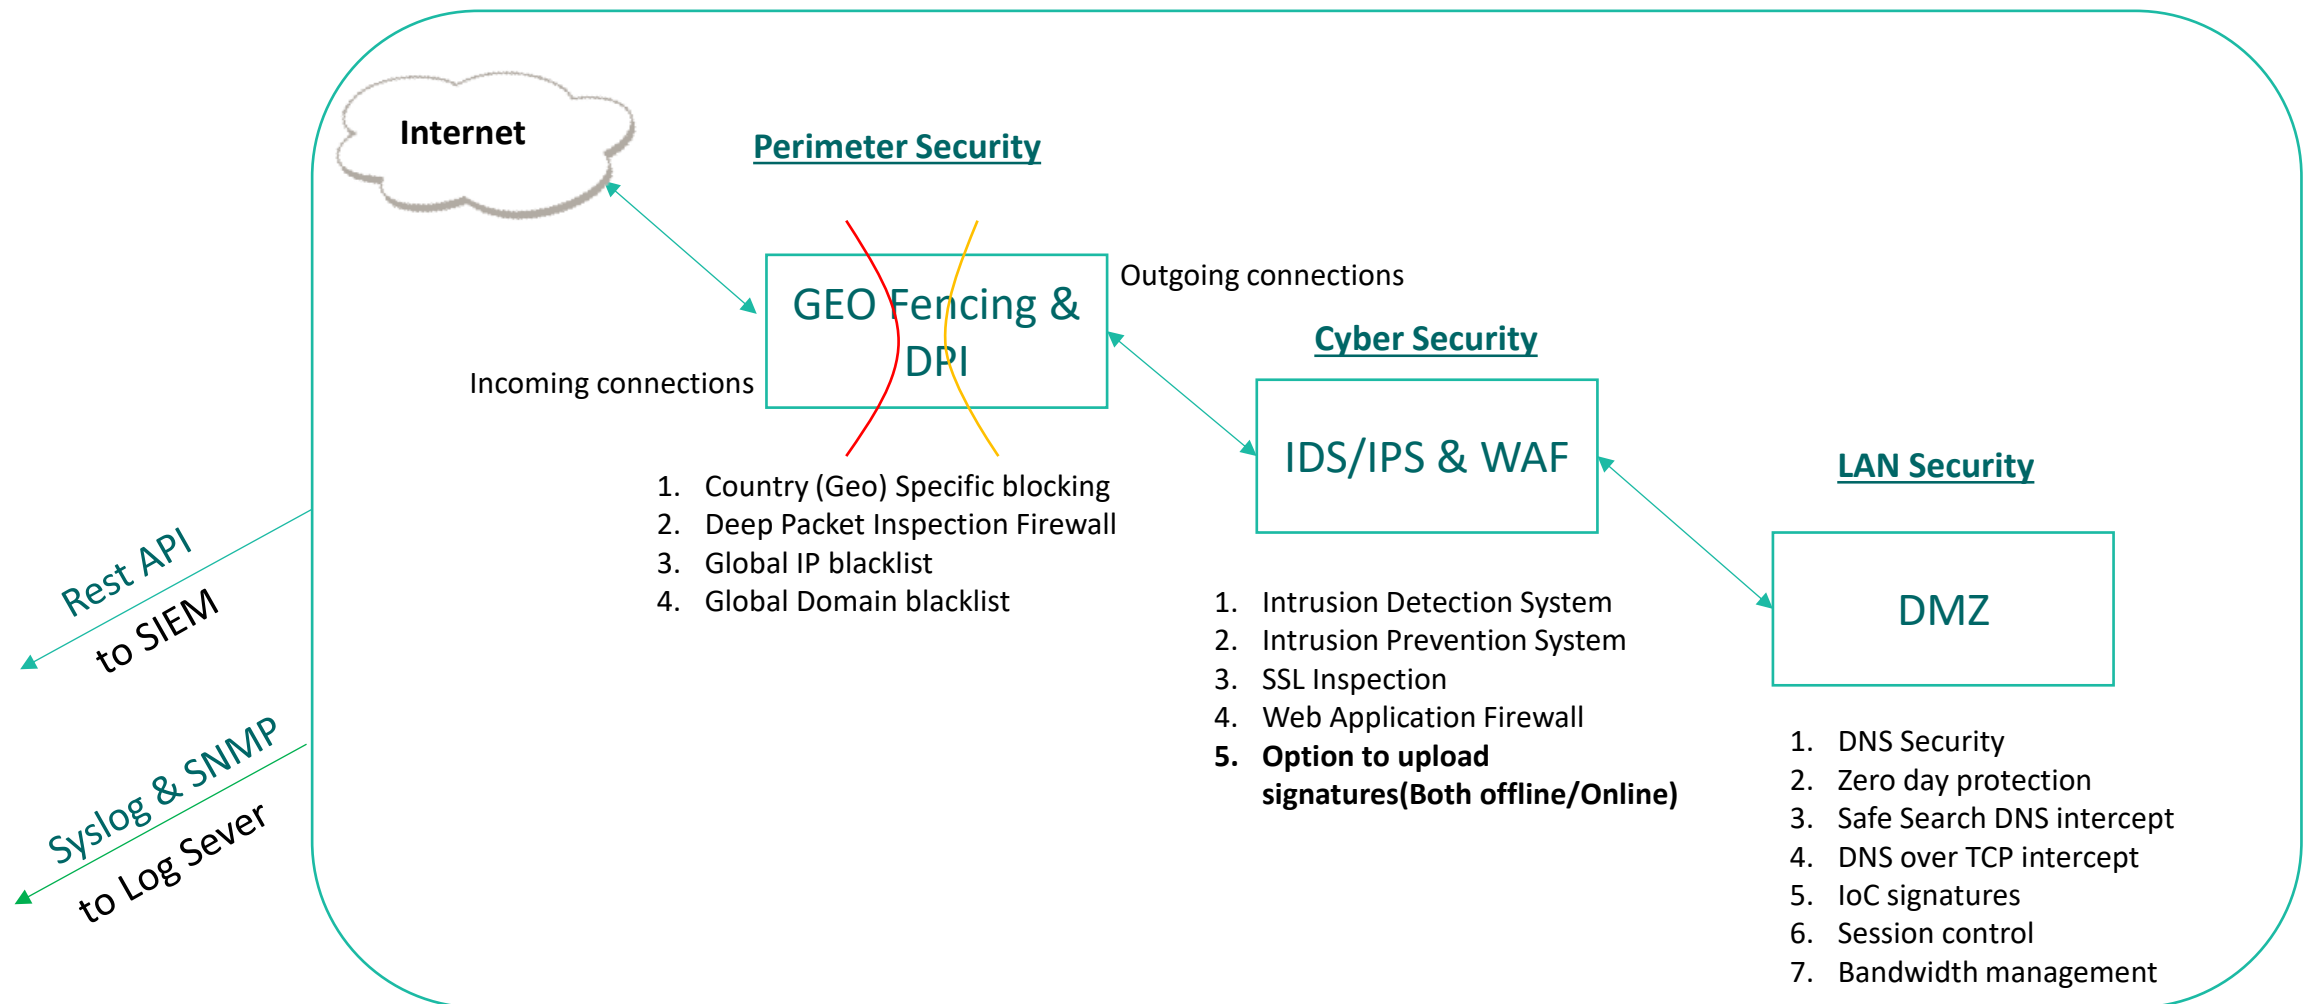 Internet
Perimeter Security
GEO Fencing &
DPI
Outgoing connections
Incoming connections
1. Country (Geo) Specific blocking
2. Deep Packet Inspection Firewall
3. Global IP blacklist
4. Global Domain blacklist
Cyber Security
IDS/IPS & WAF
1. Intrusion Detection System
2. Intrusion Prevention System
3. SSL Inspection
4. Web Application Firewall
5. Option to upload
signatures(Both offline/Online)
LAN Security
DMZ
1. DNS Security
2. Zero day protection
3. Safe Search DNS intercept
4. DNS over TCP intercept
5. IoC signatures
6. Session control
7. Bandwidth management
Rest API
to SIEM
Syslog & SNMP
to Log Sever